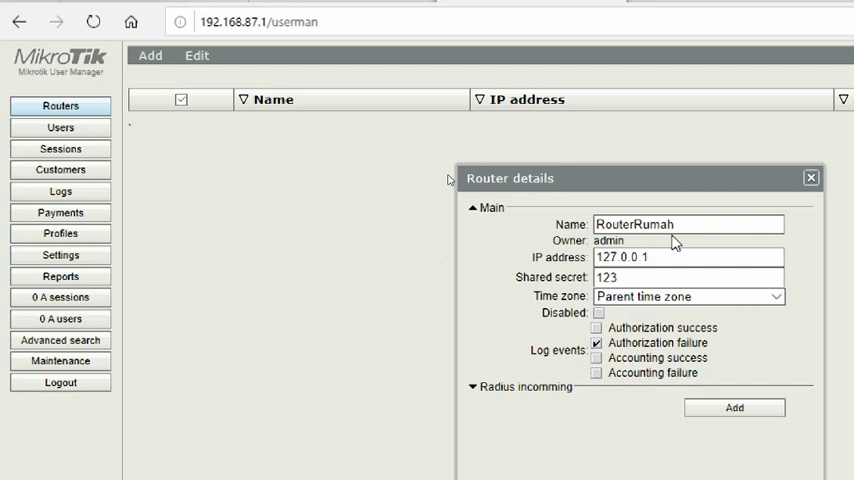 192.168.87.1/userman
MikroTik
Mikrotik User Manager
Add Edit
Name IP address
Routers
Users
Sessions
Customers
Logs
Payments
Profiles
Settings
Reports
0 A sessions
0 A users
Advanced search
Maintenance
Logout
Router details
Main
Name: RouterRumah
Owner: admin
IP address: 127.0.0.1
Shared secret: 123
Time zone: Parent time zone
Disabled:
Log events:
Authorization success
Authorization failure
Accounting success
Accounting failure
Radius incomming
Add